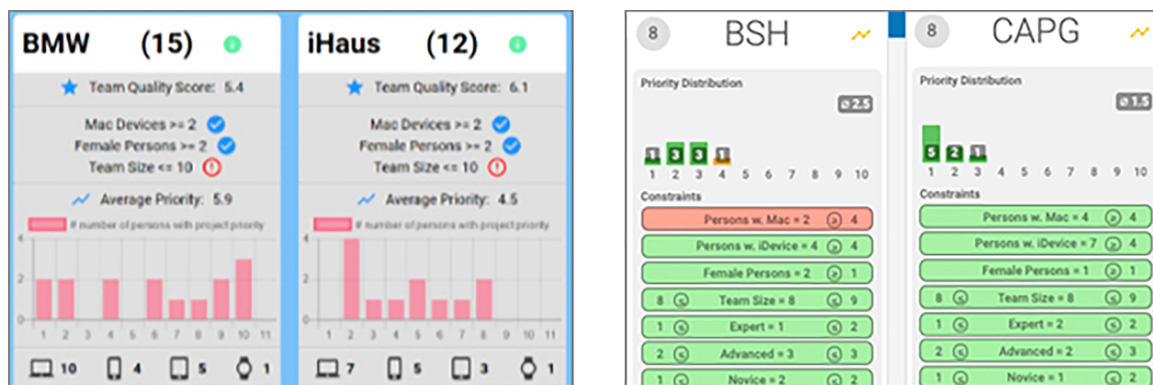 BMW (15)
Team Quality Score: 5.4
Mac Devices >= 2
Female Persons >= 2
Team Size <= 10
Average Priority: 5.9
# number of persons with project priority
4
2
0
1 2 3 4 5 6 7 8 9 10 11
10 4 5 1
iHaus (12)
Team Quality Score: 6.1
Mac Devices >= 2
Female Persons >= 2
Team Size <= 10
Average Priority: 4.5
# number of persons with project priority
4
2
0
1 2 3 4 5 6 7 8 9 10 11
7 5 3 1
8 BSH
Priority Distribution
⌀ 2.5
1 3 3 1
1 2 3 4 5 6 7 8 9 10
Constraints
Persons w. Mac = 2 ≥ 4
Persons w. iDevice = 4 ≥ 4
Female Persons = 2 ≥ 1
8 ≤ Team Size = 8 ≤ 9
1 ≤ Expert = 1 ≤ 2
2 ≤ Advanced = 3 ≤ 3
1 ≤ Novice = 2 ≤ 2
8 CAPG
Priority Distribution
⌀ 1.5
5 2 1
1 2 3 4 5 6 7 8 9 10
Constraints
Persons w. Mac = 4 ≥ 4
Persons w. iDevice = 7 ≥ 4
Female Persons = 1 ≥ 1
8 ≤ Team Size = 8 ≤ 9
1 ≤ Expert = 2 ≤ 2
2 ≤ Advanced = 2 ≤ 3
1 ≤ Novice = 1 ≤ 2